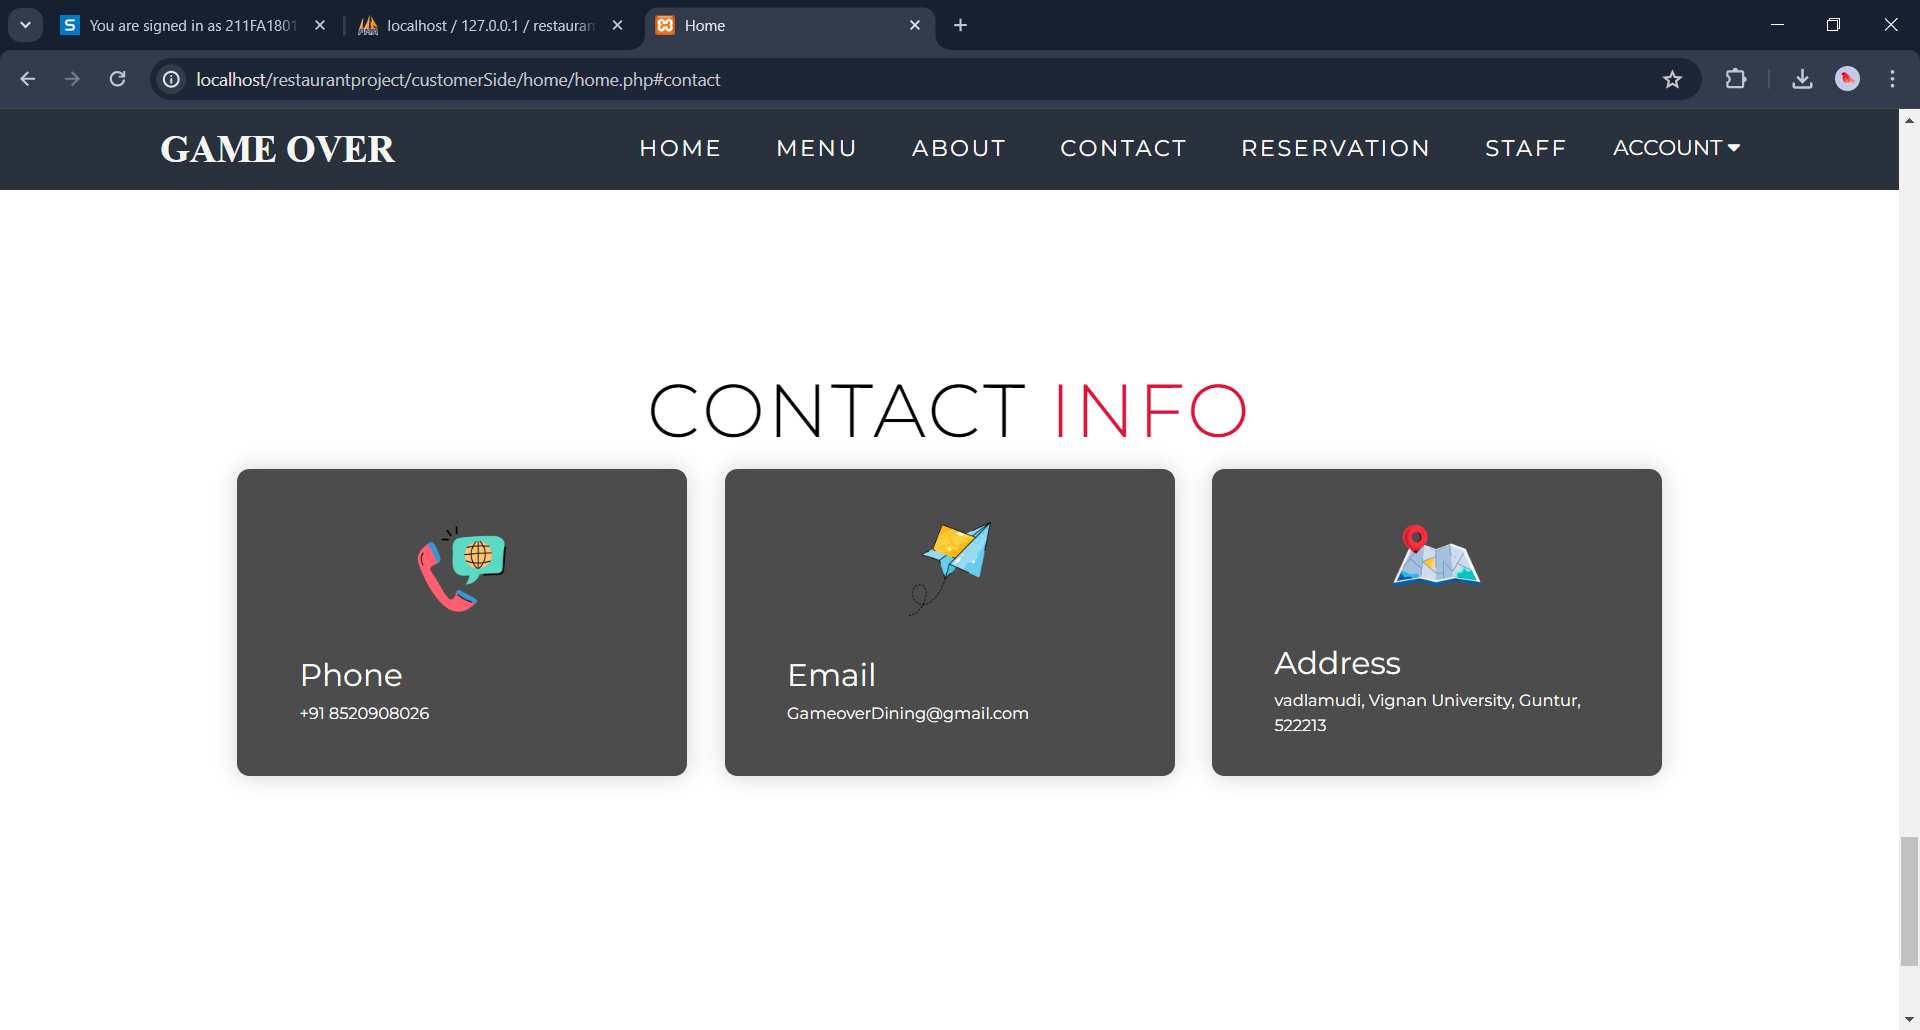 You are signed in as 211FA1801
localhost / 127.0.0.1 / restauran
Home
localhost/restaurantproject/customerSide/home/home.php#contact
GAME OVER
HOME MENU ABOUT CONTACT RESERVATION STAFF ACCOUNT
CONTACT INFO
Phone
+91 8520908026
Email
GameoverDining@gmail.com
Address
vadlamudi, Vignan University, Guntur,
522213